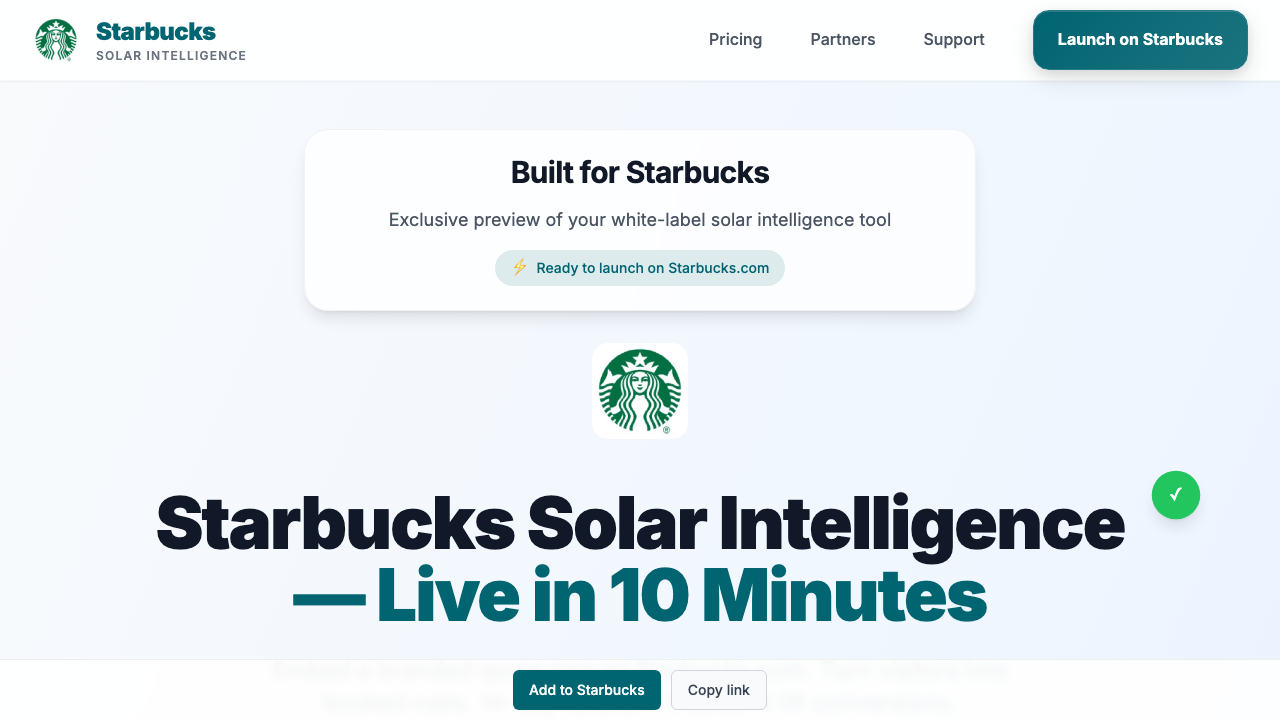 Starbucks
SOLAR INTELLIGENCE
Pricing
Partners
Support
Launch on Starbucks
Built for Starbucks
Exclusive preview of your white-label solar intelligence tool
⚡ Ready to launch on Starbucks.com
Starbucks Solar Intelligence
— Live in 10 Minutes
Add to Starbucks
Copy link